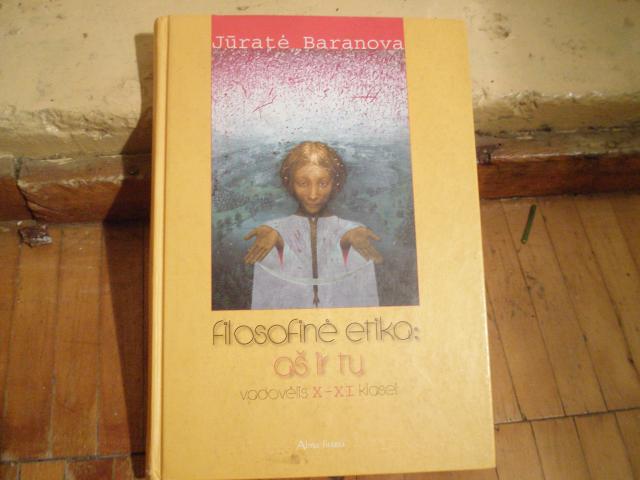 Jūratė Baranova
filosofinė etika:
aš ir tu
vadovėlis X-XI klasei
Alma littera